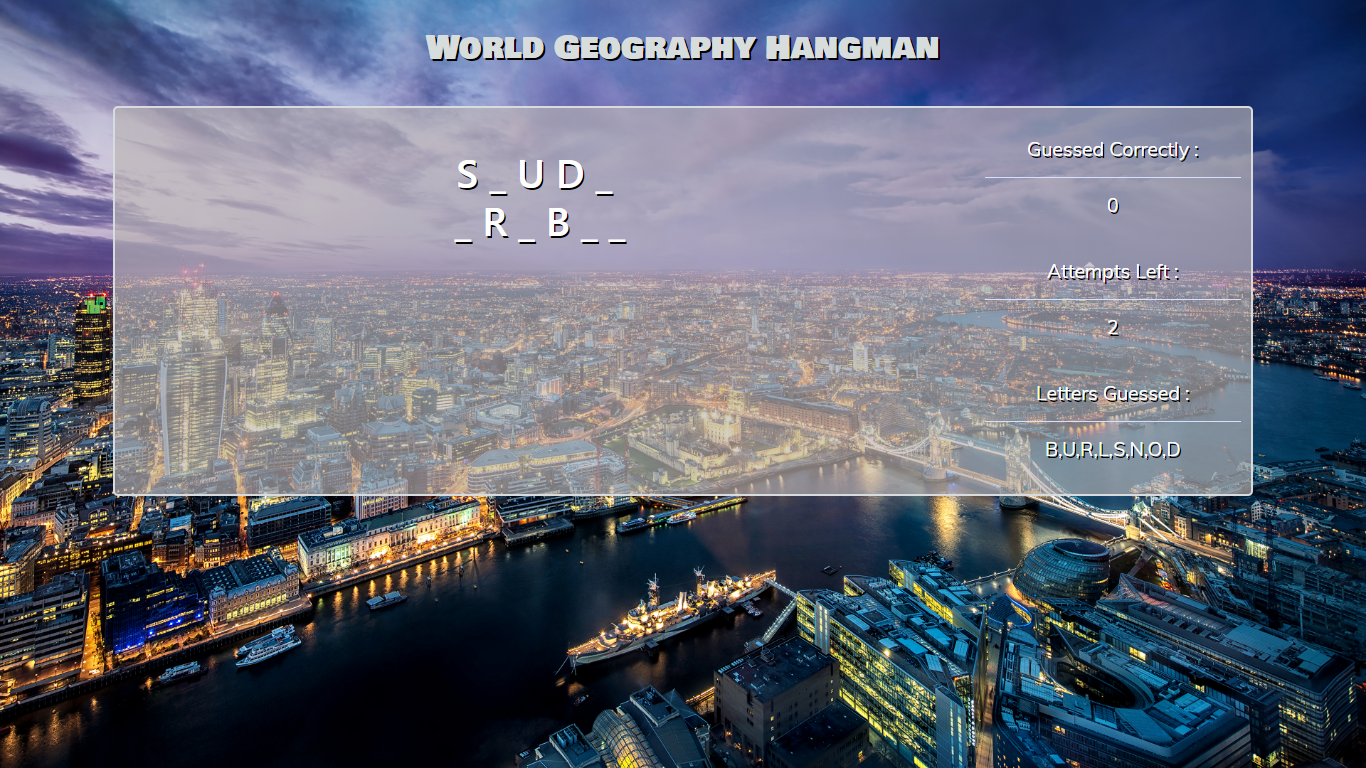 World Geography Hangman
S _ U D _
_ R _ B _ _
Guessed Correctly :
0
Attempts Left :
2
Letters Guessed :
B,U,R,L,S,N,O,D